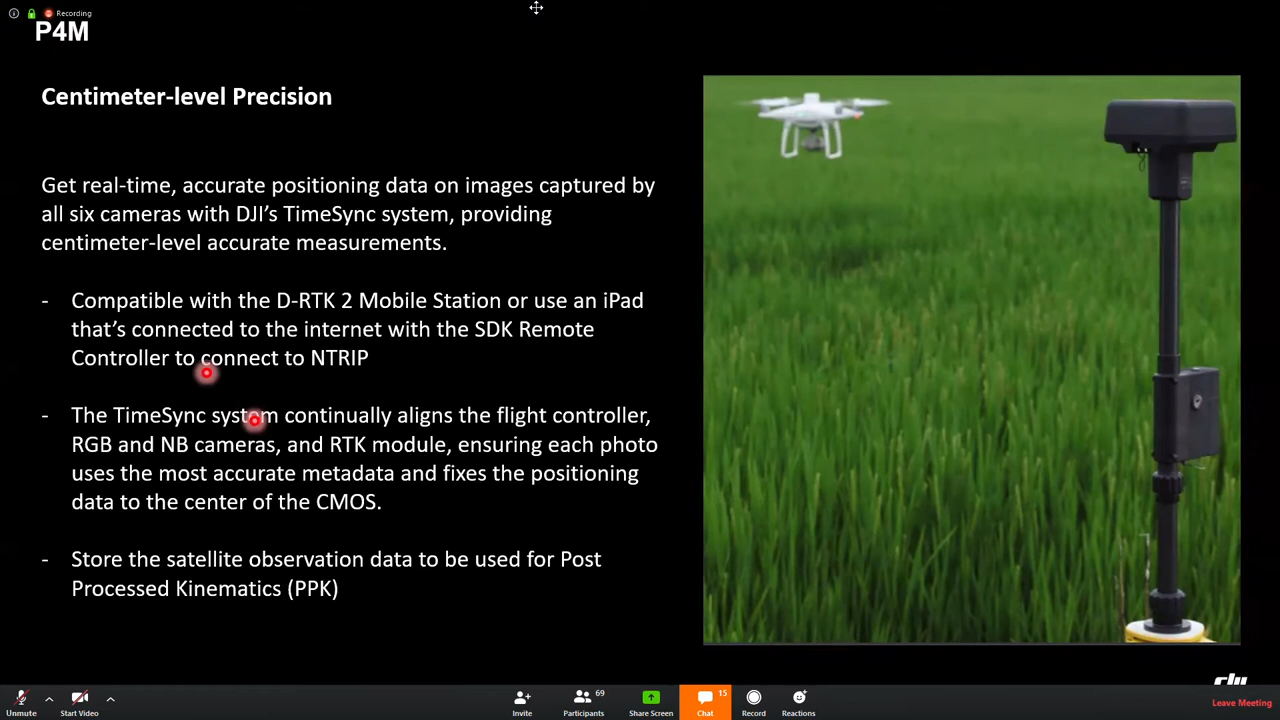 Recording
P4M
Centimeter-level Precision
Get real-time, accurate positioning data on images captured by
all six cameras with DJI’s TimeSync system, providing
centimeter-level accurate measurements.
- Compatible with the D-RTK 2 Mobile Station or use an iPad
that’s connected to the internet with the SDK Remote
Controller to connect to NTRIP
- The TimeSync system continually aligns the flight controller,
RGB and NB cameras, and RTK module, ensuring each photo
uses the most accurate metadata and fixes the positioning
data to the center of the CMOS.
- Store the satellite observation data to be used for Post
Processed Kinematics (PPK)
69
15
Unmute
Start Video
Invite
Participants
Share Screen
Chat
Record
Reactions
Leave Meeting